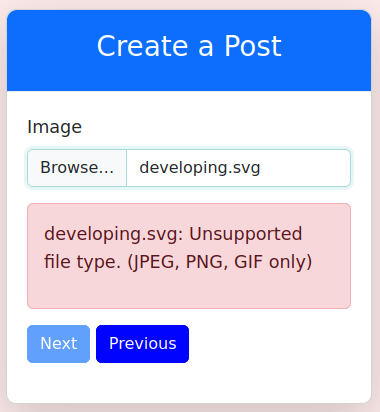 Create a Post
Image
Browse... developing.svg
developing.svg: Unsupported
file type. (JPEG, PNG, GIF only)
Next Previous